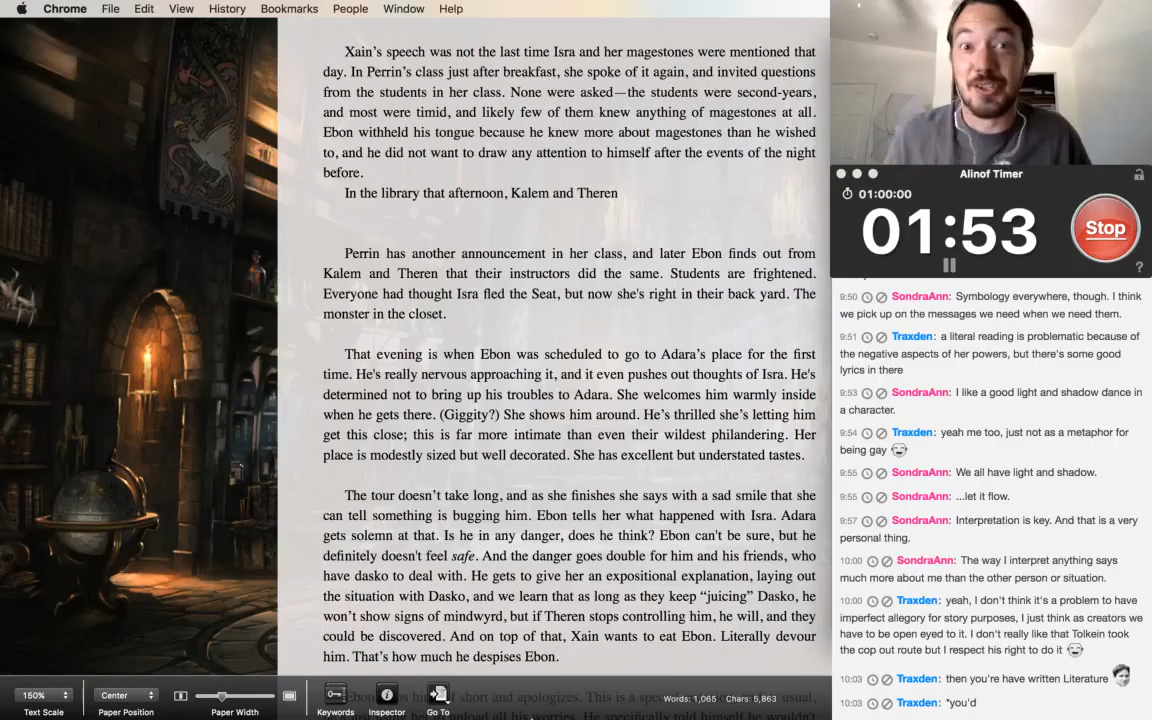 Chrome File Edit View History Bookmarks People Window Help
Xain's speech was not the last time Isra and her magestones were mentioned that
day. In Perrin's class just after breakfast, she spoke of it again, and invited questions
from the students in her class. None were asked—the students were second-years,
and most were timid, and likely few of them knew anything of magestones at all.
Ebon withheld his tongue because he knew more about magestones than he wished
to, and he did not want to draw any attention to himself after the events of the night
before.
In the library that afternoon, Kalem and Theren
Perrin has another announcement in her class, and later Ebon finds out from
Kalem and Theren that their instructors did the same. Students are frightened.
Everyone had thought Isra fled the Seat, but now she's right in their back yard. The
monster in the closet.
That evening is when Ebon was scheduled to go to Adara's place for the first
time. He's really nervous approaching it, and it even pushes out thoughts of Isra. He's
determined not to bring up his troubles to Adara. She welcomes him warmly inside
when he gets there. (Giggity?) She shows him around. He's thrilled she's letting him
get this close; this is far more intimate than even their wildest philandering. Her
place is modestly sized but well decorated. She has excellent but understated tastes.
The tour doesn't take long, and as she finishes she says with a sad smile that she
can tell something is bugging him. Ebon tells her what happened with Isra. Adara
gets solemn at that. Is he in any danger, does he think? Ebon can't be sure, but he
definitely doesn't feel safe. And the danger goes double for him and his friends, who
have dasko to deal with. He gets to give her an expositional explanation, laying out
the situation with Dasko, and we learn that as long as they keep “juicing” Dasko, he
won't show signs of mindwyrd, but if Theren stops controlling him, he will, and they
could be discovered. And on top of that, Xain wants to eat Ebon. Literally devour
him. That's how much he despises Ebon.
short and apologizes. This is a
150% Center
Text Scale Paper Position Paper Width Keywords Inspector Go To Words: 1,065 Chars: 5,863
Alinof Timer
01:00:00
01:53
Stop
?
9:50 SondraAnn: Symbology everywhere, though. I think
we pick up on the messages we need when we need them.
9:51 Traxden: a literal reading is problematic because of
the negative aspects of her powers, but there's some good
lyrics in there
9:53 SondraAnn: I like a good light and shadow dance in
a character.
9:54 Traxden: yeah me too, just not as a metaphor for
being gay
9:55 SondraAnn: We all have light and shadow.
9:55 SondraAnn: ...let it flow.
9:57 SondraAnn: Interpretation is key. And that is a very
personal thing.
10:00 SondraAnn: The way I interpret anything says
much more about me than the other person or situation.
10:00 Traxden: yeah, I don't think it's a problem to have
imperfect allegory for story purposes, I just think as creators we
have to be open eyed to it. I don't really like that Tolkein took
the cop out route but I respect his right to do it
10:03 Traxden: then you're have written Literature
10:03 Traxden: *you'd